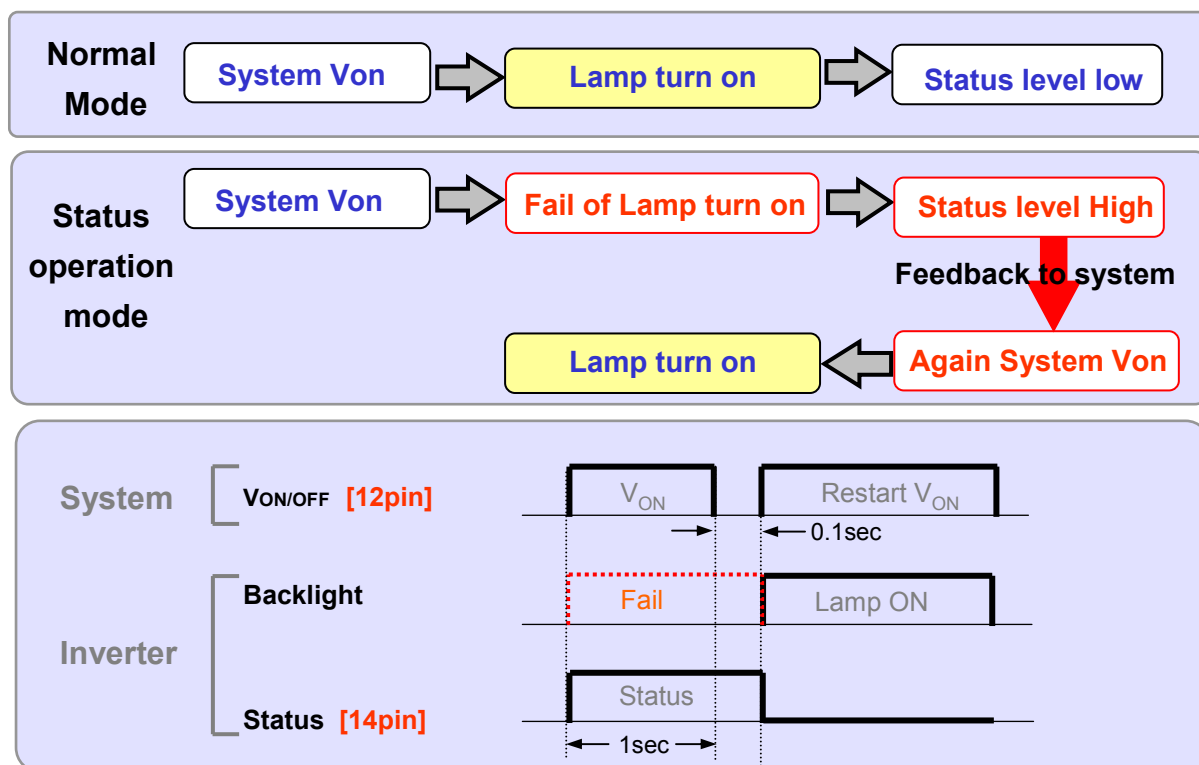 Normal
Mode
System Von
Lamp turn on
Status level low
Status
operation
mode
System Von
Fail of Lamp turn on
Status level High
Feedback to system
Lamp turn on
Again System Von
System
VON/OFF [12pin]
VON
Restart VON
0.1sec
Inverter
Backlight
Fail
Lamp ON
Status [14pin]
Status
1sec